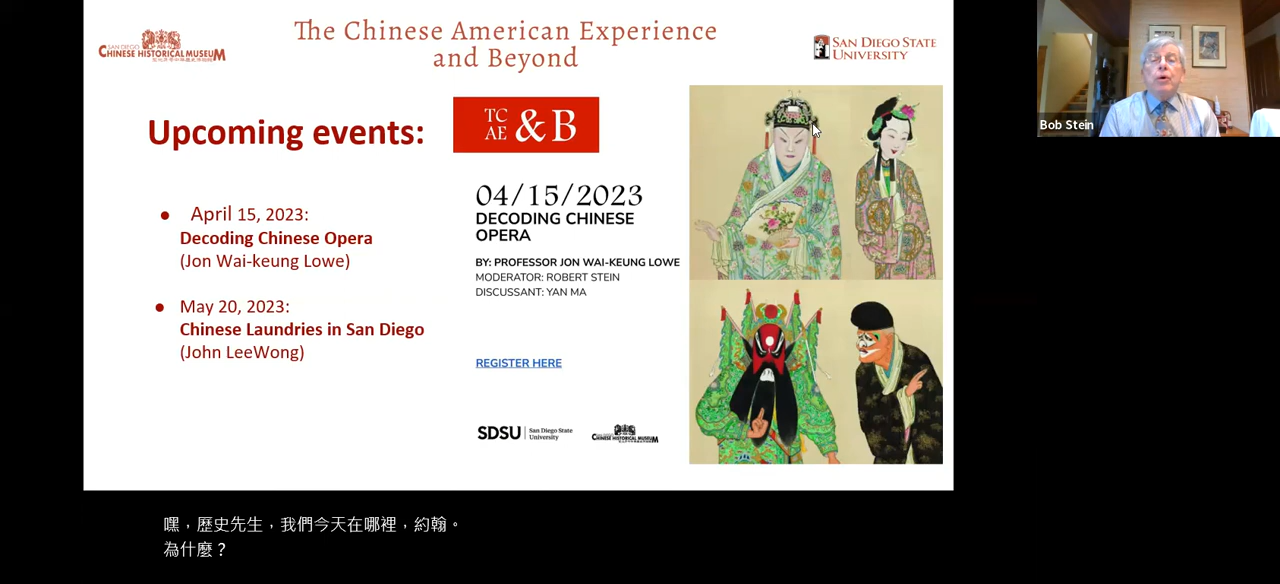 The Chinese American Experience
and Beyond
SAN DIEGO
CHINESE HISTORICAL MUSEUM
SAN DIEGO STATE
UNIVERSITY
Bob Stein
Upcoming events:
● April 15, 2023:
Decoding Chinese Opera
(Jon Wai-keung Lowe)
● May 20, 2023:
Chinese Laundries in San Diego
(John LeeWong)
TC
AE & B
04/15/2023
DECODING CHINESE
OPERA
BY: PROFESSOR JON WAI-KEUNG LOWE
MODERATOR: ROBERT STEIN
DISCUSSANT: YAN MA
REGISTER HERE
SDSU San Diego State
University
CHINESE HISTORICAL MUSEUM
嘿，歷史先生，我們今天在哪裡，約翰。
為什麼？